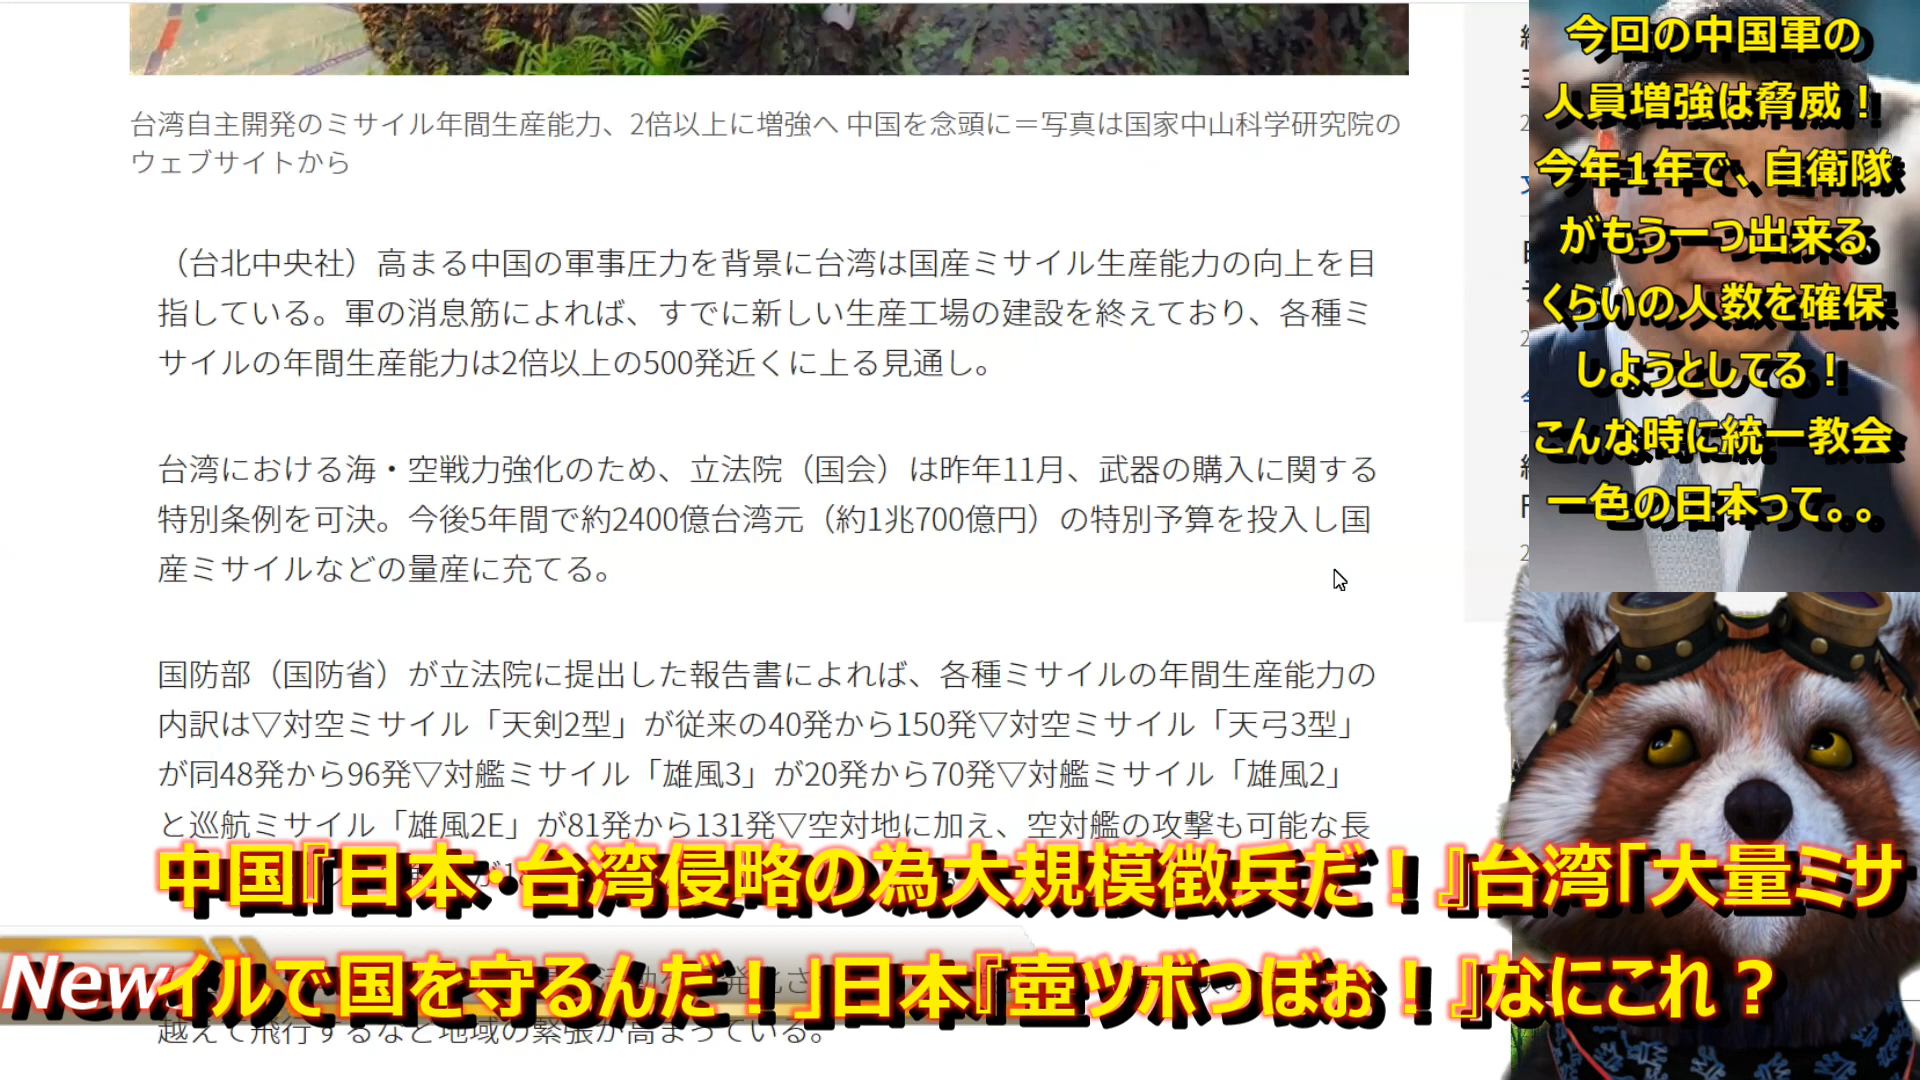 台湾自主開発のミサイル年間生産能力、2倍以上に増強へ 中国を念頭に＝写真は国家中山科学研究院の
ウェブサイトから
（台北中央社）高まる中国の軍事圧力を背景に台湾は国産ミサイル生産能力の向上を目
指している。軍の消息筋によれば、すでに新しい生産工場の建設を終えており、各種ミ
サイルの年間生産能力は2倍以上の500発近くに上る見通し。
台湾における海・空戦力強化のため、立法院（国会）は昨年11月、武器の購入に関する
特別条例を可決。今後5年間で約2400億台湾元（約1兆700億円）の特別予算を投入し国
産ミサイルなどの量産に充てる。
国防部（国防省）が立法院に提出した報告書によれば、各種ミサイルの年間生産能力の
内訳は▽対空ミサイル「天剣2型」が従来の40発から150発▽対空ミサイル「天弓3型」
が同48発から96発▽対艦ミサイル「雄風3」が20発から70発▽対艦ミサイル「雄風2」
と巡航ミサイル「雄風2E」が81発から131発▽空対地に加え、空対艦の攻撃も可能な長
越えて飛行するなど地域の緊張が高まっている。
今回の中国軍の
人員増強は脅威！
今年1年で、自衛隊
がもう一つ出来る
くらいの人数を確保
しようとしてる！
こんな時に統一教会
一色の日本って。。
中国『日本・台湾侵略の為大規模徴兵だ！』台湾「大量ミサ
イルで国を守るんだ！」日本『壺ツボつぼぉ！』なにこれ？
New